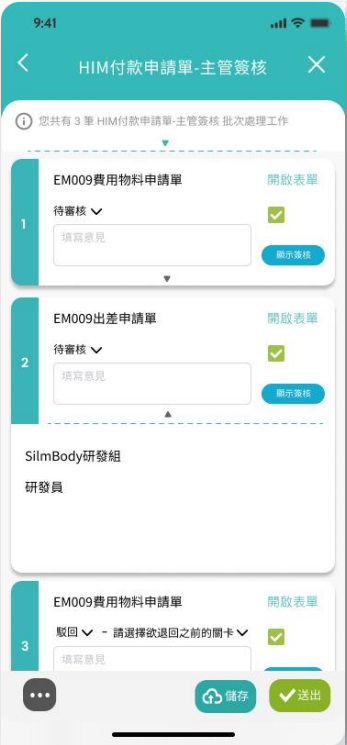 9:41
HIM付款申請單-主管簽核
您共有 3 筆 HIM付款申請單-主管簽核 批次處理工作
1
EM009費用物料申請單
開啟表單
待審核
填寫意見
顯示簽核
2
EM009出差申請單
開啟表單
待審核
填寫意見
顯示簽核
SilmBody研發組
研發員
3
EM009費用物料申請單
開啟表單
駁回 - 請選擇欲退回之前的關卡
填寫意見
儲存
送出